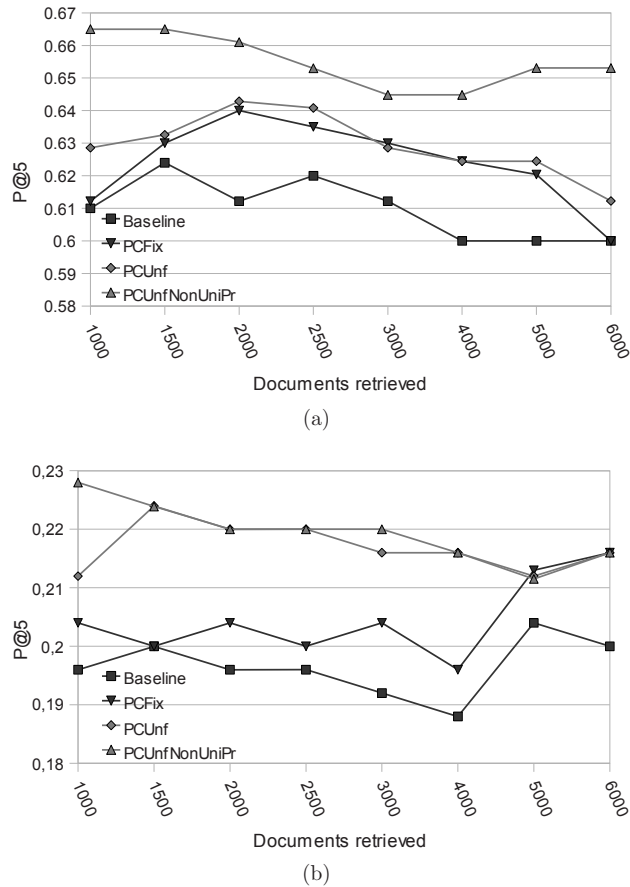 0.67
0.66
0.65
0.64
0.63
0.62
0.61
0.6
0.59
0.58
P@5
Baseline
PCFix
PCUnf
PCUnfNonUniPr
1000 1500 2000 2500 3000 4000 5000 6000
Documents retrieved
(a)
0,23
0,22
0,21
0,2
0,19
0,18
P@5
Baseline
PCFix
PCUnf
PCUnfNonUniPr
1000 1500 2000 2500 3000 4000 5000 6000
Documents retrieved
(b)